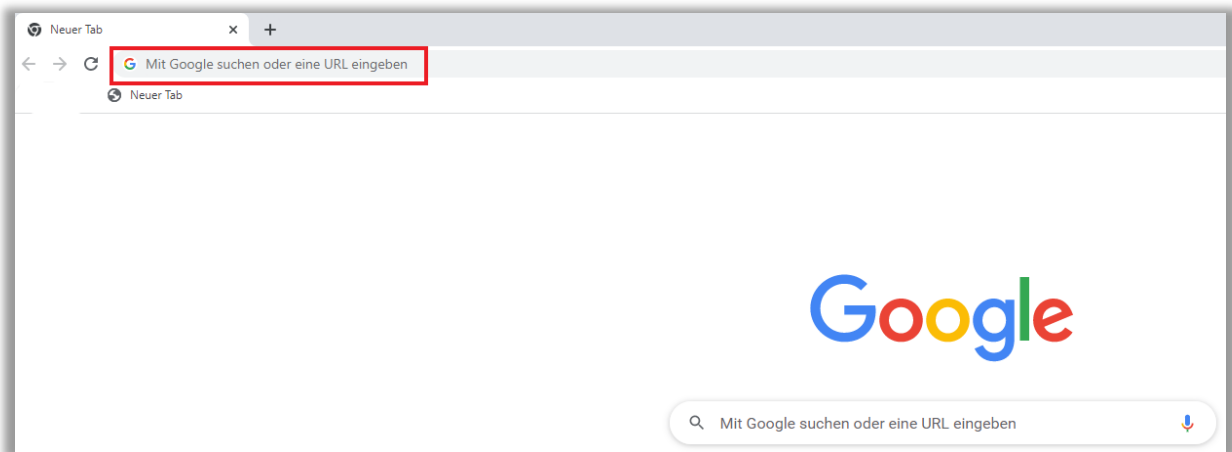 Neuer Tab
Mit Google suchen oder eine URL eingeben
Neuer Tab
Google
Mit Google suchen oder eine URL eingeben